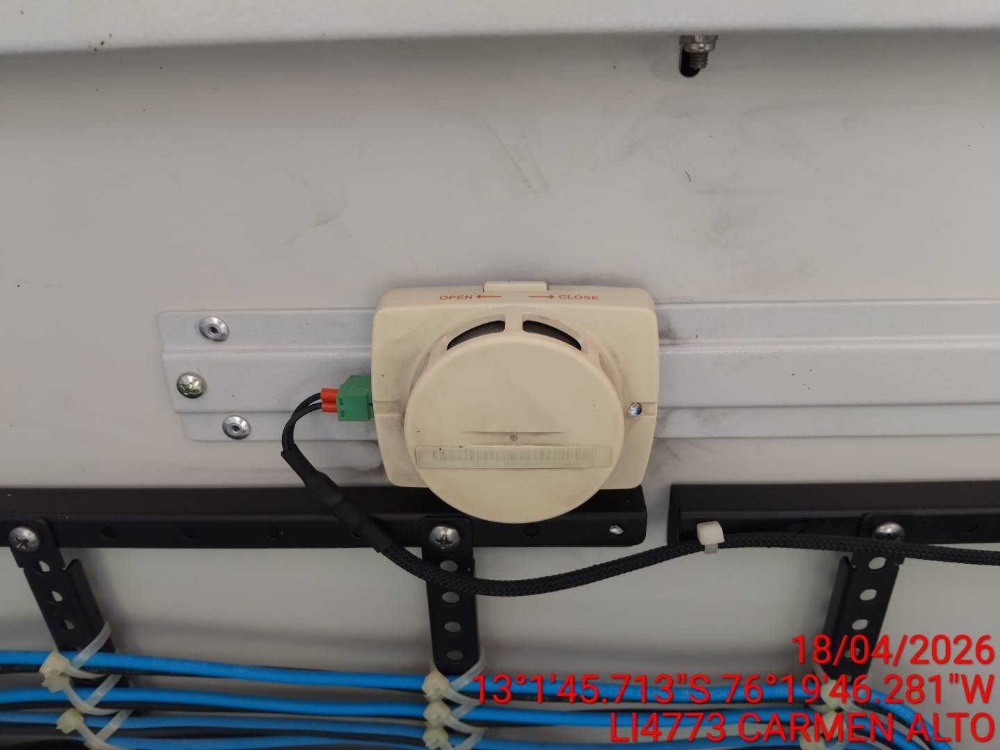 OPEN ← → CLOSE
18/04/2026
13°1'45.713"S 76°19'46.281"W
LI4773 CARMEN ALTO